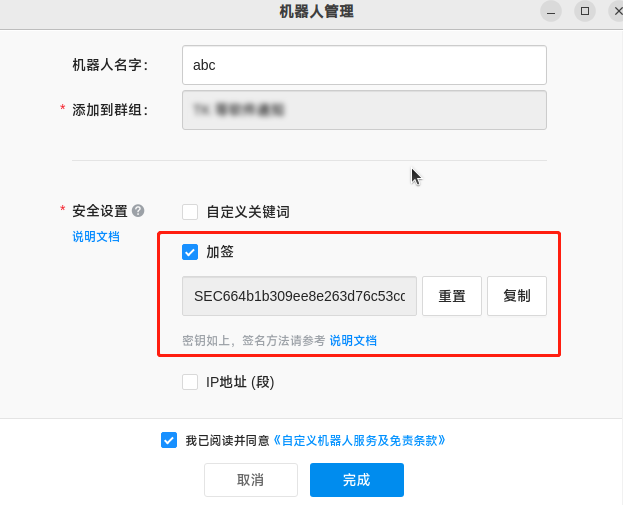 机器人管理
机器人名字： abc
* 添加到群组：
* 安全设置 ? 自定义关键词
说明文档
加签
SEC664b1b309ee8e263d76c53cc 重置 复制
密钥如上，签名方法请参考 说明文档
IP地址 (段)
我已阅读并同意《自定义机器人服务及免责条款》
取消 完成